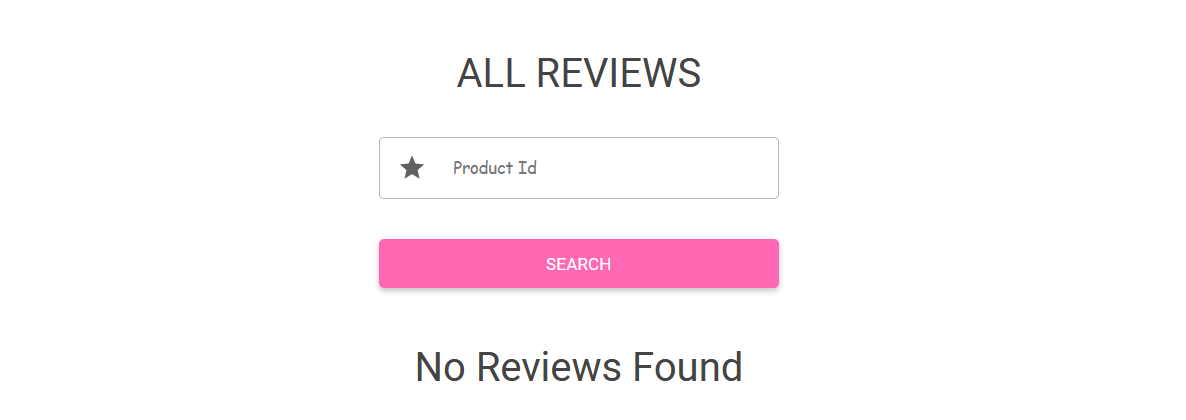 ALL REVIEWS
Product Id
SEARCH
No Reviews Found